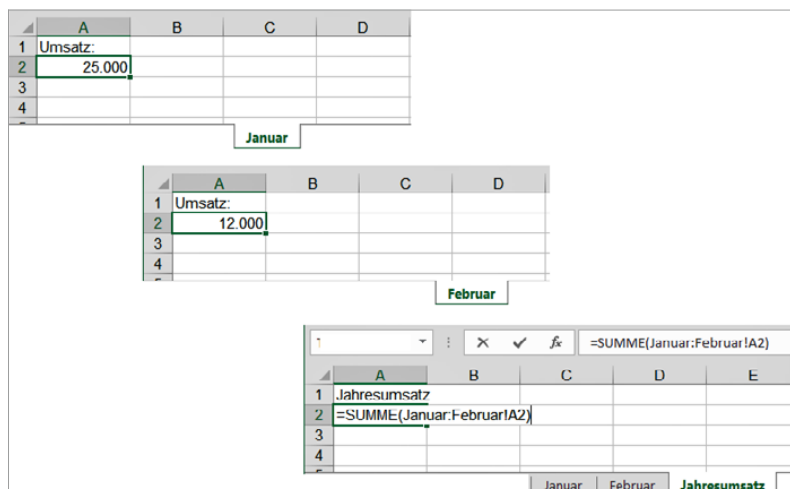 A B C D
1 Umsatz:
2 25.000
3
4
Januar
A B C D
1 Umsatz:
2 12.000
3
4
Februar
fx =SUMME(Januar:Februar!A2)
A B C D E
1 Jahresumsatz
2 =SUMME(Januar:Februar!A2)
3
4
Januar Februar Jahresumsatz